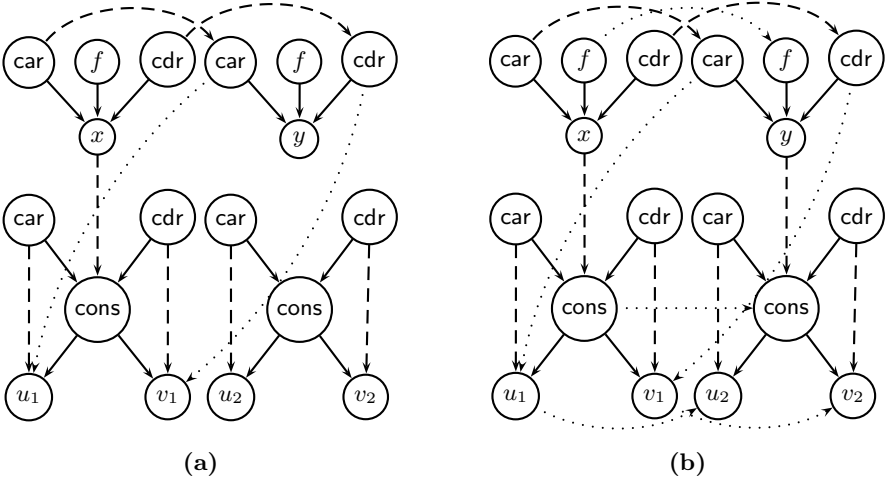 car f cdr car f cdr car f cdr car f cdr
x y x y
car cdr car cdr car cdr car cdr
cons cons cons cons
u₁ v₁ u₂ v₂ u₁ v₁ u₂ v₂
(a) (b)